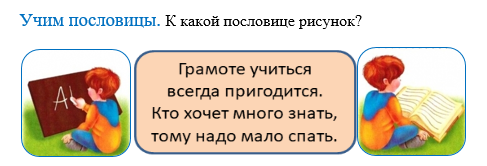 Учим пословицы. К какой пословице рисунок?
А
Грамоте учиться
всегда пригодится.
Кто хочет много знать,
тому надо мало спать.